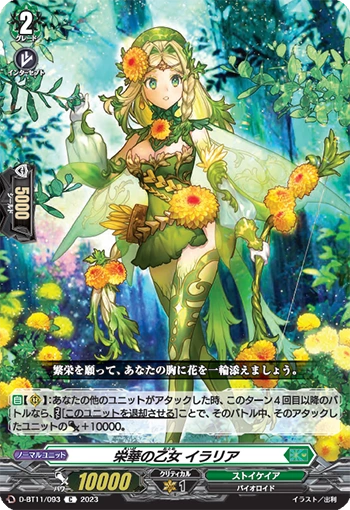 2
グレード
インターセプト
5000
シールド
繁栄を願って、あなたの胸に花を一輪添えましょう。
自【R】:あなたの他のユニットがアタックした時、このターン4回目以降のバトルなら、【コスト】[このユニットを退却させる]ことで、そのバトル中、そのアタックしたユニットのパワー+10000。
ノーマルユニット
栄華の乙女 イラリア
パワー 10000
クリティカル
1
ストイケイア
バイオロイド
D-BT11/093 C 2023
イラスト/出利